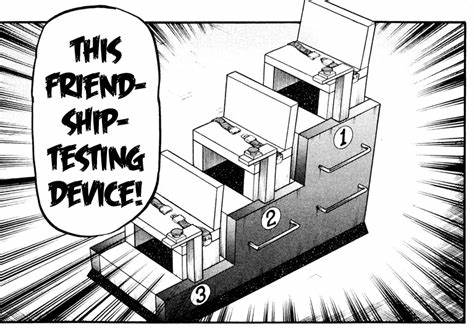 THIS
FRIEND-
SHIP-
TESTING
DEVICE!
1
2
3